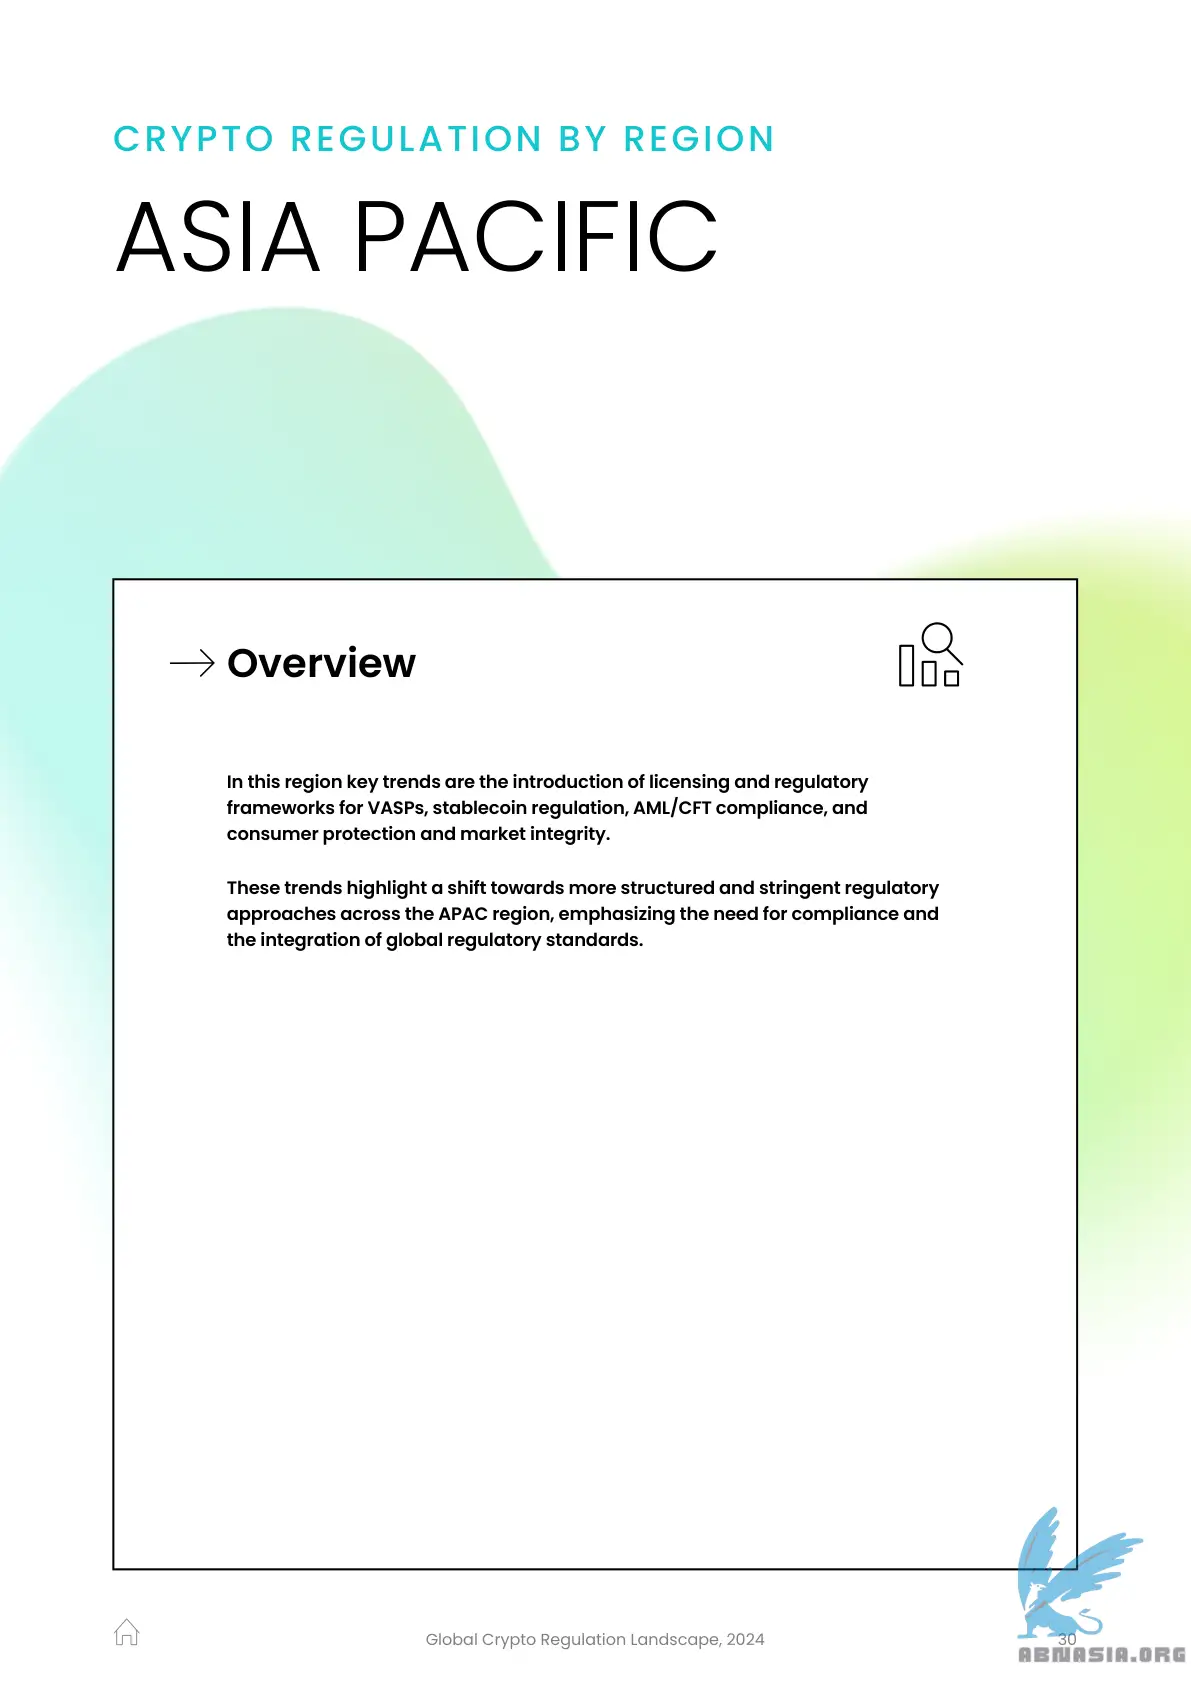 CRYPTO REGULATION BY REGION
ASIA PACIFIC
Overview
In this region key trends are the introduction of licensing and regulatory
frameworks for VASPs, stablecoin regulation, AML/CFT compliance, and
consumer protection and market integrity.
These trends highlight a shift towards more structured and stringent regulatory
approaches across the APAC region, emphasizing the need for compliance and
the integration of global regulatory standards.
Global Crypto Regulation Landscape, 2024
30
ABNASIA.ORG